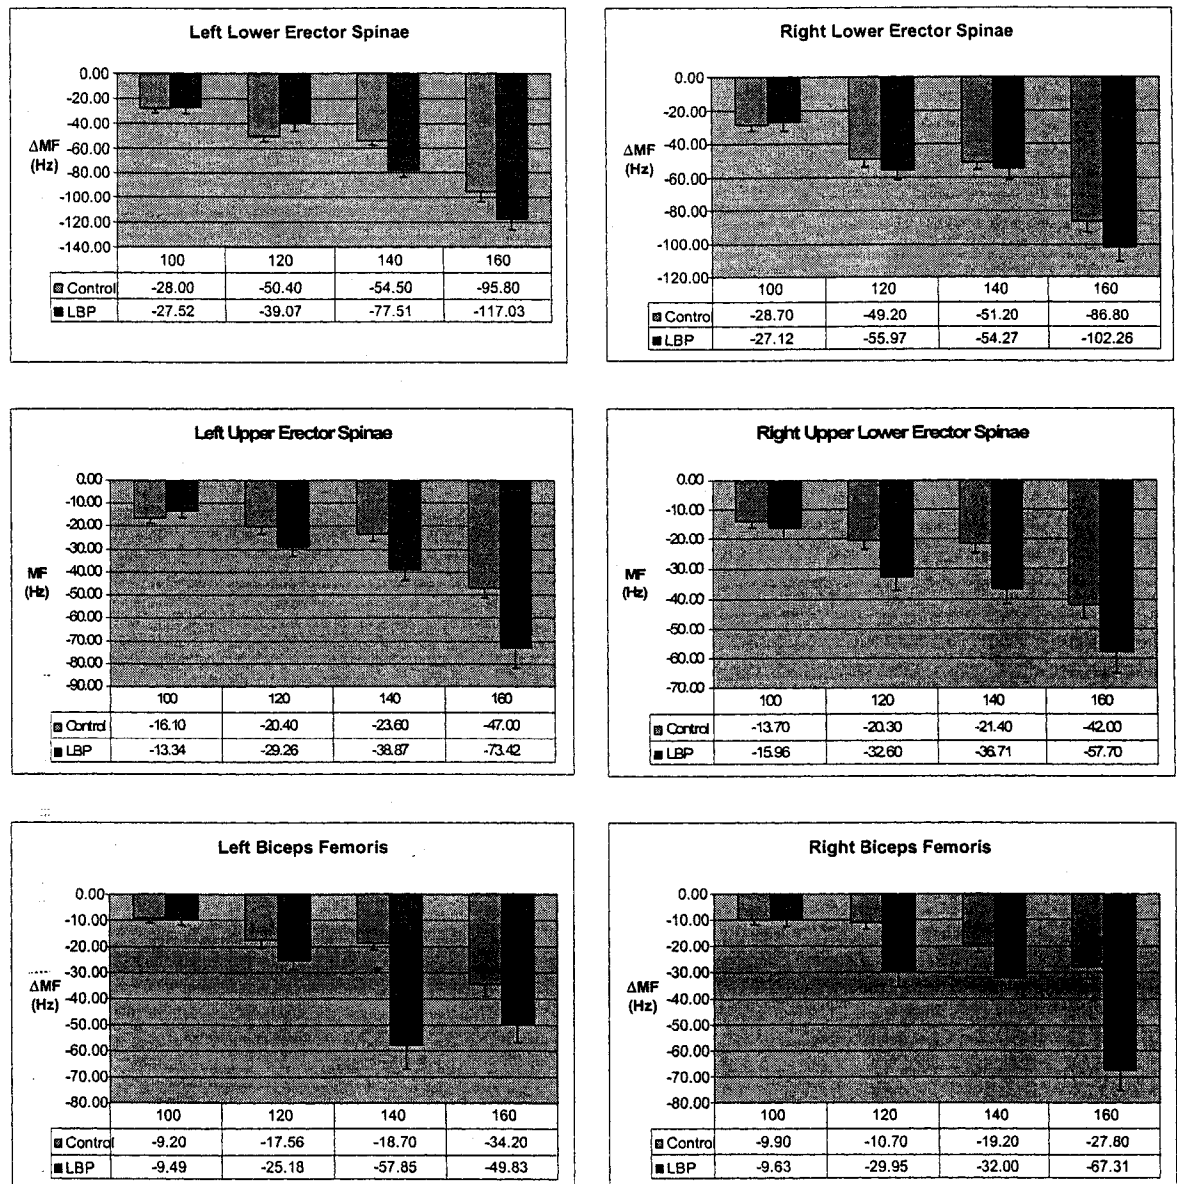 Left Lower Erector Spinae
0.00
-20.00
-40.00
-60.00
-80.00
-100.00
-120.00
-140.00
ΔMF
(Hz)
100 120 140 160
Control -28.00 -50.40 -54.50 -95.80
LBP -27.52 -39.07 -77.51 -117.03
Right Lower Erector Spinae
0.00
-20.00
-40.00
-60.00
-80.00
-100.00
-120.00
ΔMF
(Hz)
100 120 140 160
Control -28.70 -49.20 -51.20 -86.80
LBP -27.12 -55.97 -54.27 -102.26
Left Upper Erector Spinae
0.00
-10.00
-20.00
-30.00
-40.00
-50.00
-60.00
-70.00
-80.00
-90.00
MF
(Hz)
100 120 140 160
Control -16.10 -20.40 -23.60 -47.00
LBP -13.34 -29.26 -38.87 -73.42
Right Upper Lower Erector Spinae
0.00
-10.00
-20.00
-30.00
-40.00
-50.00
-60.00
-70.00
MF
(Hz)
100 120 140 160
Control -13.70 -20.30 -21.40 -42.00
LBP -15.96 -32.60 -36.71 -57.70
Left Biceps Femoris
0.00
-10.00
-20.00
-30.00
-40.00
-50.00
-60.00
-70.00
-80.00
ΔMF
(Hz)
100 120 140 160
Control -9.20 -17.56 -18.70 -34.20
LBP -9.49 -25.18 -57.85 -49.83
Right Biceps Femoris
0.00
-10.00
-20.00
-30.00
-40.00
-50.00
-60.00
-70.00
-80.00
ΔMF
(Hz)
100 120 140 160
Control -9.90 -10.70 -19.20 -27.80
LBP -9.63 -29.95 -32.00 -67.31